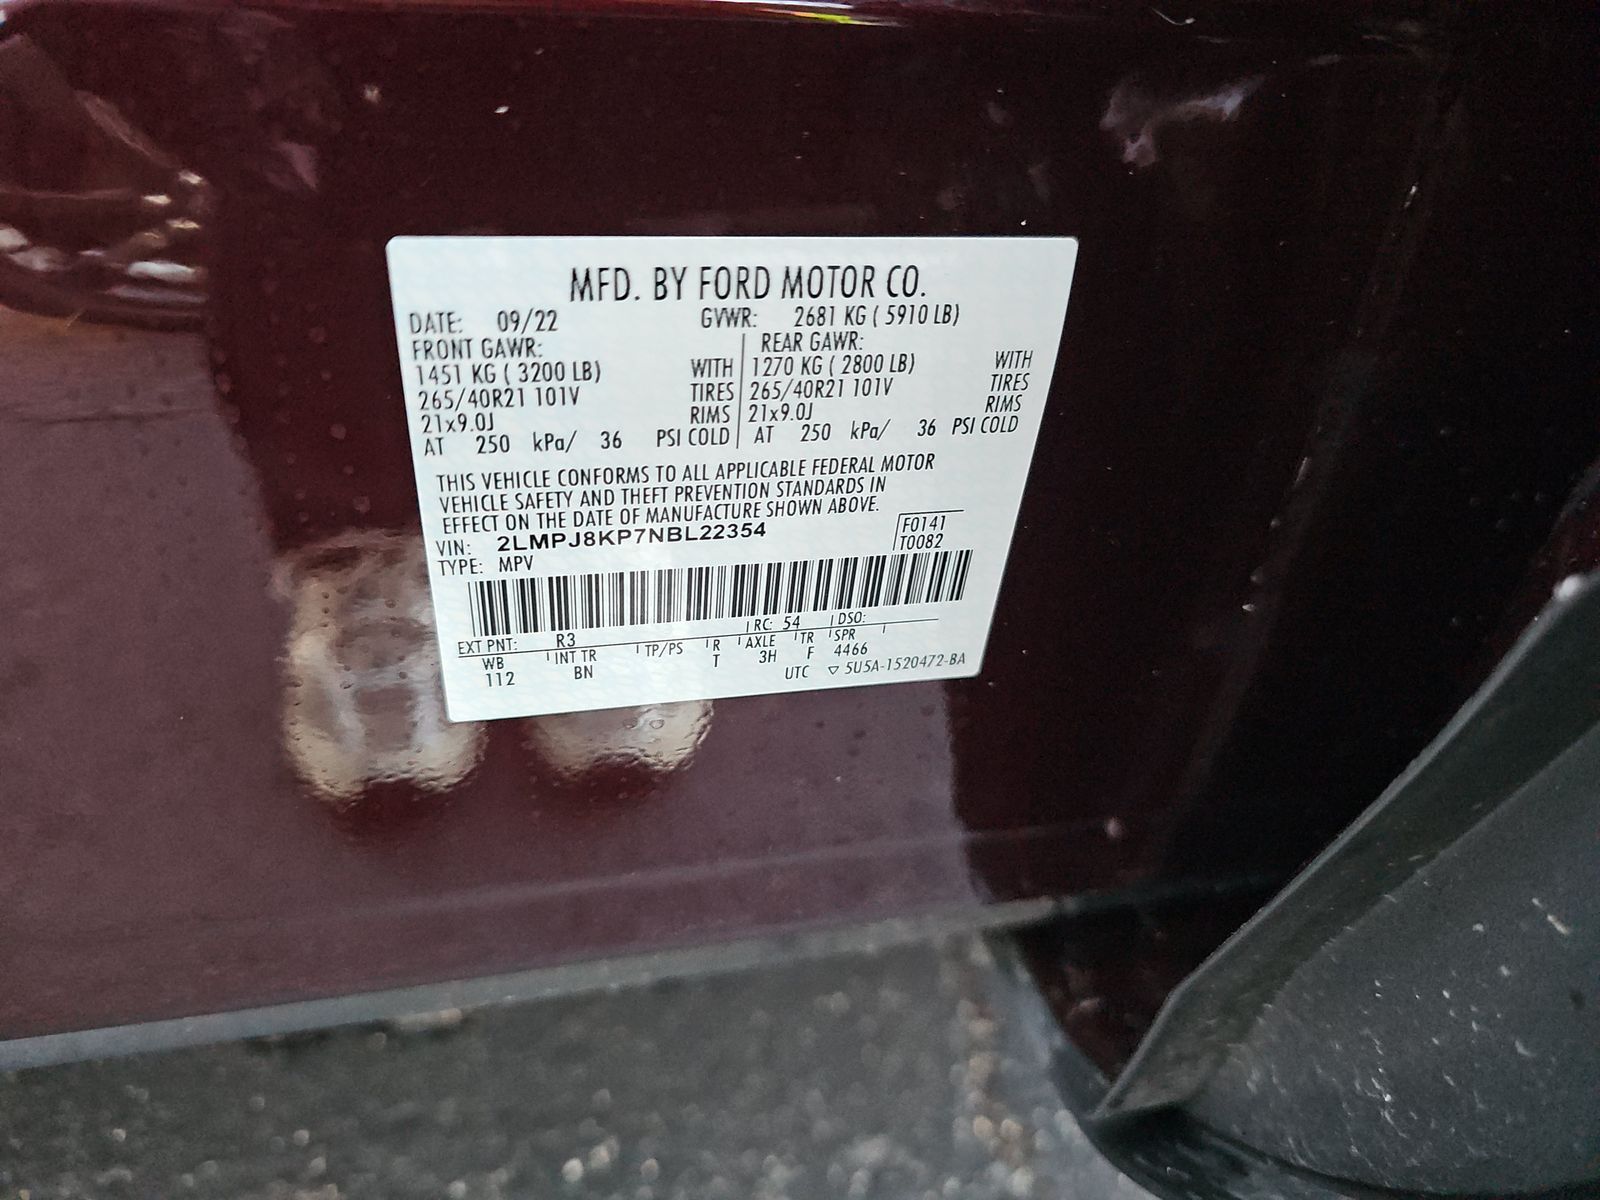 MFD. BY FORD MOTOR CO.
DATE: 09/22 GVWR: 2681 KG ( 5910 LB)
FRONT GAWR: REAR GAWR:
1451 KG ( 3200 LB) WITH 1270 KG ( 2800 LB) WITH
265/40R21 101V TIRES 265/40R21 101V TIRES
21x9.0J RIMS 21x9.0J RIMS
AT 250 kPa/ 36 PSI COLD AT 250 kPa/ 36 PSI COLD
THIS VEHICLE CONFORMS TO ALL APPLICABLE FEDERAL MOTOR
VEHICLE SAFETY AND THEFT PREVENTION STANDARDS IN
EFFECT ON THE DATE OF MANUFACTURE SHOWN ABOVE.
VIN: 2LMPJ8KP7NBL22354 F0141
TYPE: MPV T0082
EXT PNT: R3 RC: 54 DSO:
WB INT TR TP/PS R AXLE TR SPR
112 BN T 3H F 4466
UTC ▽ 5U5A-1520472-BA